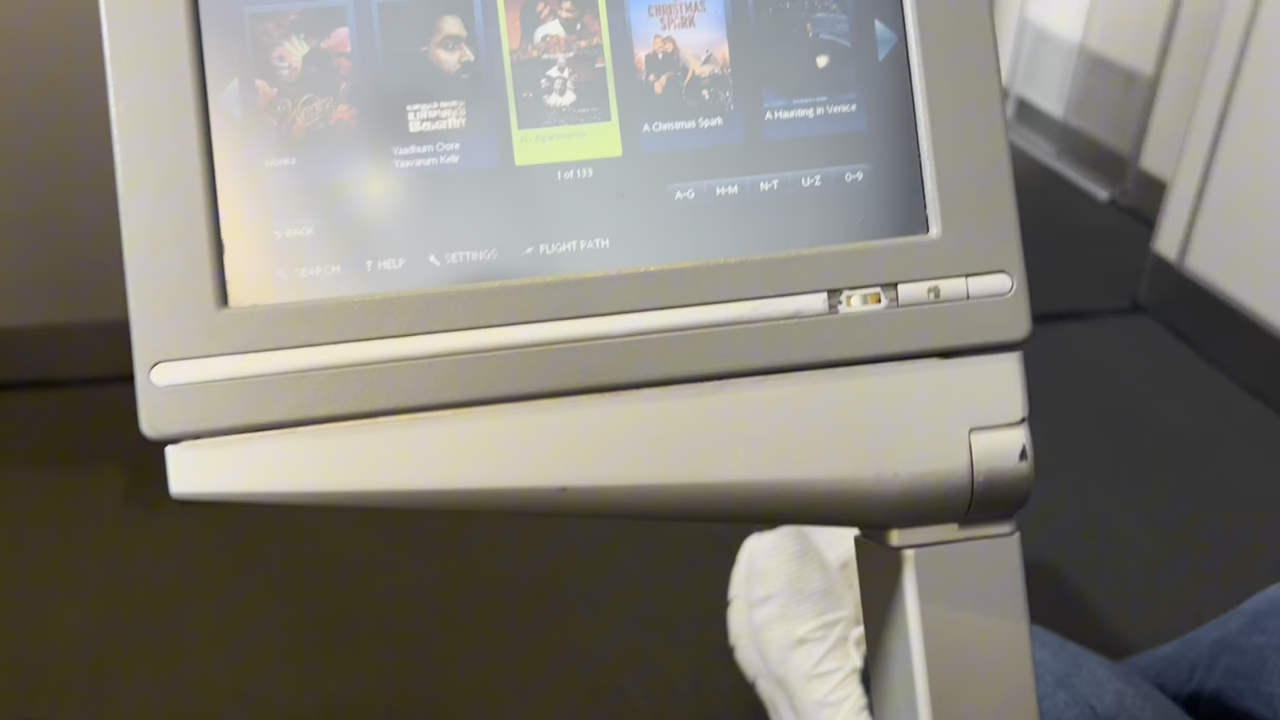 CHRISTMAS
SPARK
Yaadhum Oore
Yaavarum Kelir
A Christmas Spark
A Haunting in Venice
1 of 133
A-G H-M N-T U-Z 0-9
BACK
SEARCH ? HELP SETTINGS FLIGHT PATH